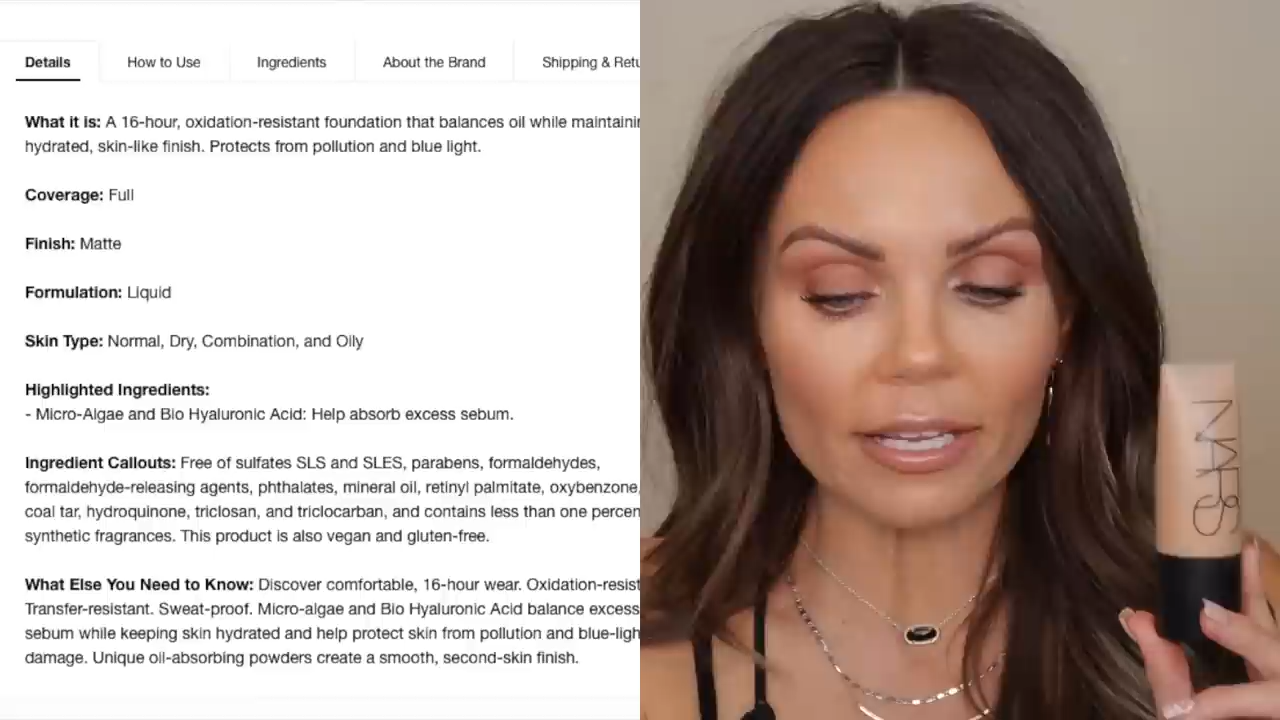 Details How to Use Ingredients About the Brand Shipping &
What it is: A 16-hour, oxidation-resistant foundation that balances oil while
hydrated, skin-like finish. Protects from pollution and blue light.
Coverage: Full
Finish: Matte
Formulation: Liquid
Skin Type: Normal, Dry, Combination, and Oily
Highlighted Ingredients:
- Micro-Algae and Bio Hyaluronic Acid: Help absorb excess sebum.
Ingredient Callouts: Free of sulfates SLS and SLES, parabens, formaldehydes,
formaldehyde-releasing agents, phthalates, mineral oil, retinyl palmitate, oxybenzone,
coal tar, hydroquinone, triclosan, and triclocarban, and contains less than one
synthetic fragrances. This product is also vegan and gluten-free.
What Else You Need to Know: Discover comfortable, 16-hour wear.
Transfer-resistant. Sweat-proof. Micro-algae and Bio Hyaluronic Acid balance excess
sebum while keeping skin hydrated and help protect skin from pollution and
damage. Unique oil-absorbing powders create a smooth, second-skin finish.
NARS